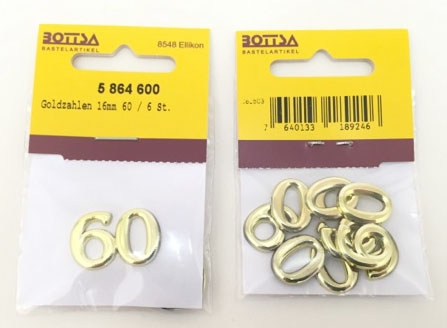 BOTTSA
BASTELARTIKEL
8548 Ellikon
5 864 600
Goldzahlen 16mm 60 / 6 St.
60
BOTTSA
BASTELARTIKEL
7 640133 189246